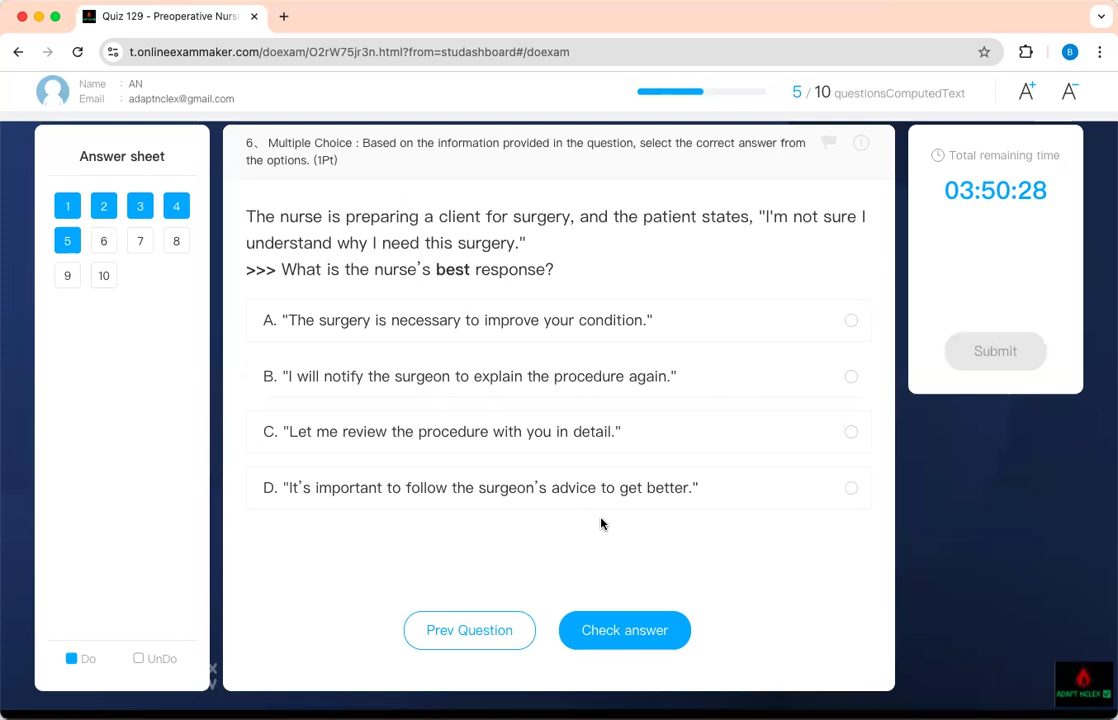 Quiz 129 - Preoperative Nurs
t.onlineexammaker.com/doexam/O2rW75jr3n.html?from=studashboard#/doexam
B
Name : AN
Email : adaptnclex@gmail.com
5 / 10 questionsComputedText
A+ A-
Answer sheet
1 2 3 4
5 6 7 8
9 10
Do UnDo
6、 Multiple Choice : Based on the information provided in the question, select the correct answer from
the options. (1Pt)
The nurse is preparing a client for surgery, and the patient states, "I'm not sure I
understand why I need this surgery."
>>> What is the nurse's best response?
A. "The surgery is necessary to improve your condition."
B. "I will notify the surgeon to explain the procedure again."
C. "Let me review the procedure with you in detail."
D. "It's important to follow the surgeon's advice to get better."
Prev Question Check answer
Total remaining time
03:50:28
Submit
X
V
ADAPT NCLEX